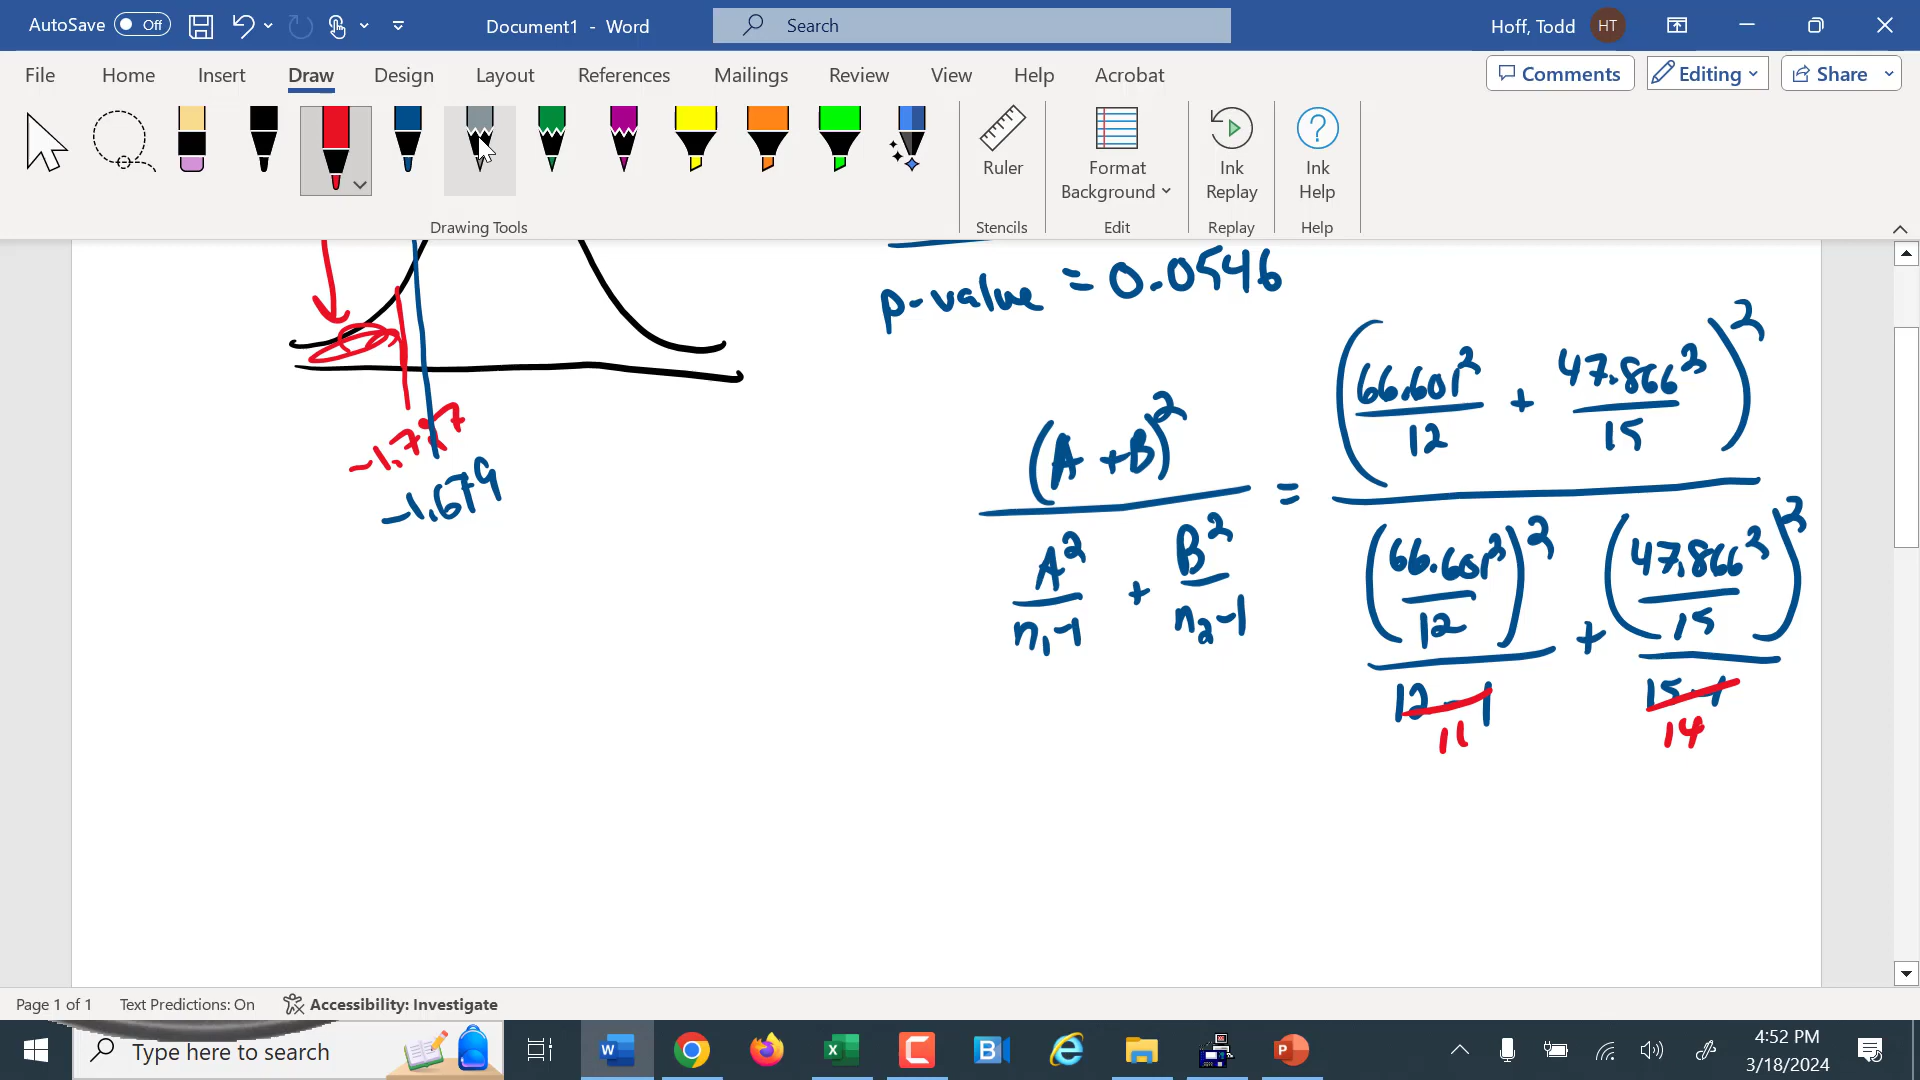 AutoSave Off Document1 - Word Search Hoff, Todd HT
File Home Insert Draw Design Layout References Mailings Review View Help Acrobat Comments Editing Share
Ruler Format Background Ink Replay Ink Help
Drawing Tools Stencils Edit Replay Help
p-value = 0.0546
-1.679
(A + B)² / (A² / n₁-1 + B² / n₂-1) = (66.601² / 12 + 47.866² / 15)² / ((66.601² / 12)² / 12-1 + (47.866² / 15)² / 15-1)
11 14
Page 1 of 1 Text Predictions: On Accessibility: Investigate
Type here to search
4:52 PM
3/18/2024